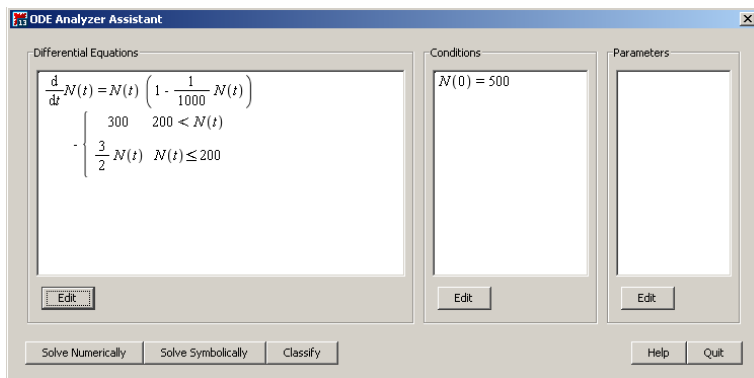 ODE Analyzer Assistant
Differential Equations
d/dt N(t) = N(t) (1 - 1/1000 N(t))
- { 300 200 < N(t)
3/2 N(t) N(t) ≤ 200
Edit
Conditions
N(0) = 500
Edit
Parameters
Edit
Solve Numerically Solve Symbolically Classify Help Quit